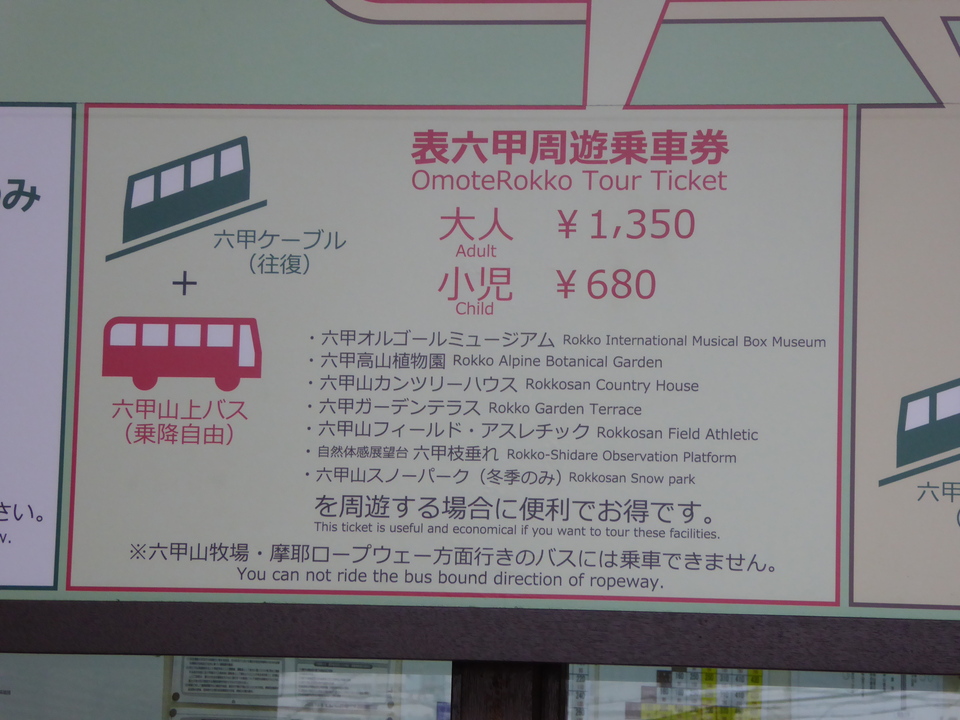 表六甲周遊乗車券
OmoteRokko Tour Ticket
大人 ¥1,350
Adult
小児 ¥680
Child
六甲ケーブル
(往復)
+
六甲山上バス
(乗降自由)
・六甲オルゴールミュージアム Rokko International Musical Box Museum
・六甲高山植物園 Rokko Alpine Botanical Garden
・六甲山カンツリーハウス Rokkosan Country House
・六甲ガーデンテラス Rokko Garden Terrace
・六甲山フィールド・アスレチック Rokkosan Field Athletic
・自然体感展望台 六甲枝垂れ Rokko-Shidare Observation Platform
・六甲山スノーパーク(冬季のみ) Rokkosan Snow park
を周遊する場合に便利でお得です。
This ticket is useful and economical if you want to tour these facilities.
※六甲山牧場・摩耶ロープウェー方面行きのバスには乗車できません。
You can not ride the bus bound direction of ropeway.
み
さい。
w.
六甲